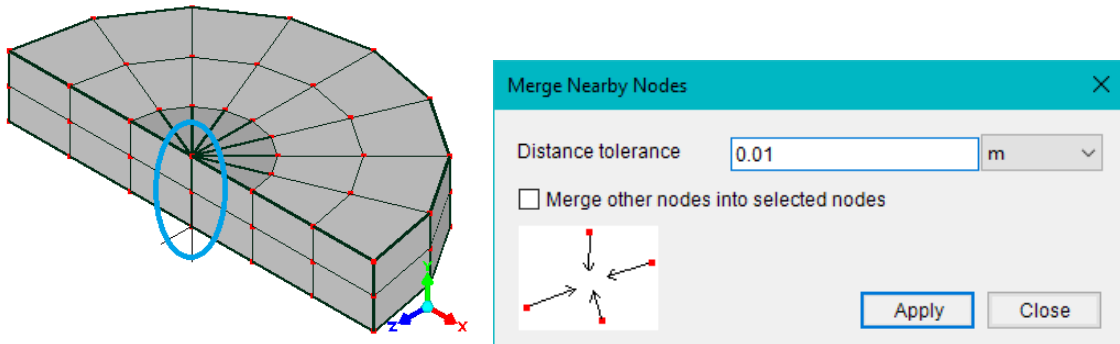 Y
Z
X
Merge Nearby Nodes
Distance tolerance 0.01 m
Merge other nodes into selected nodes
Apply Close